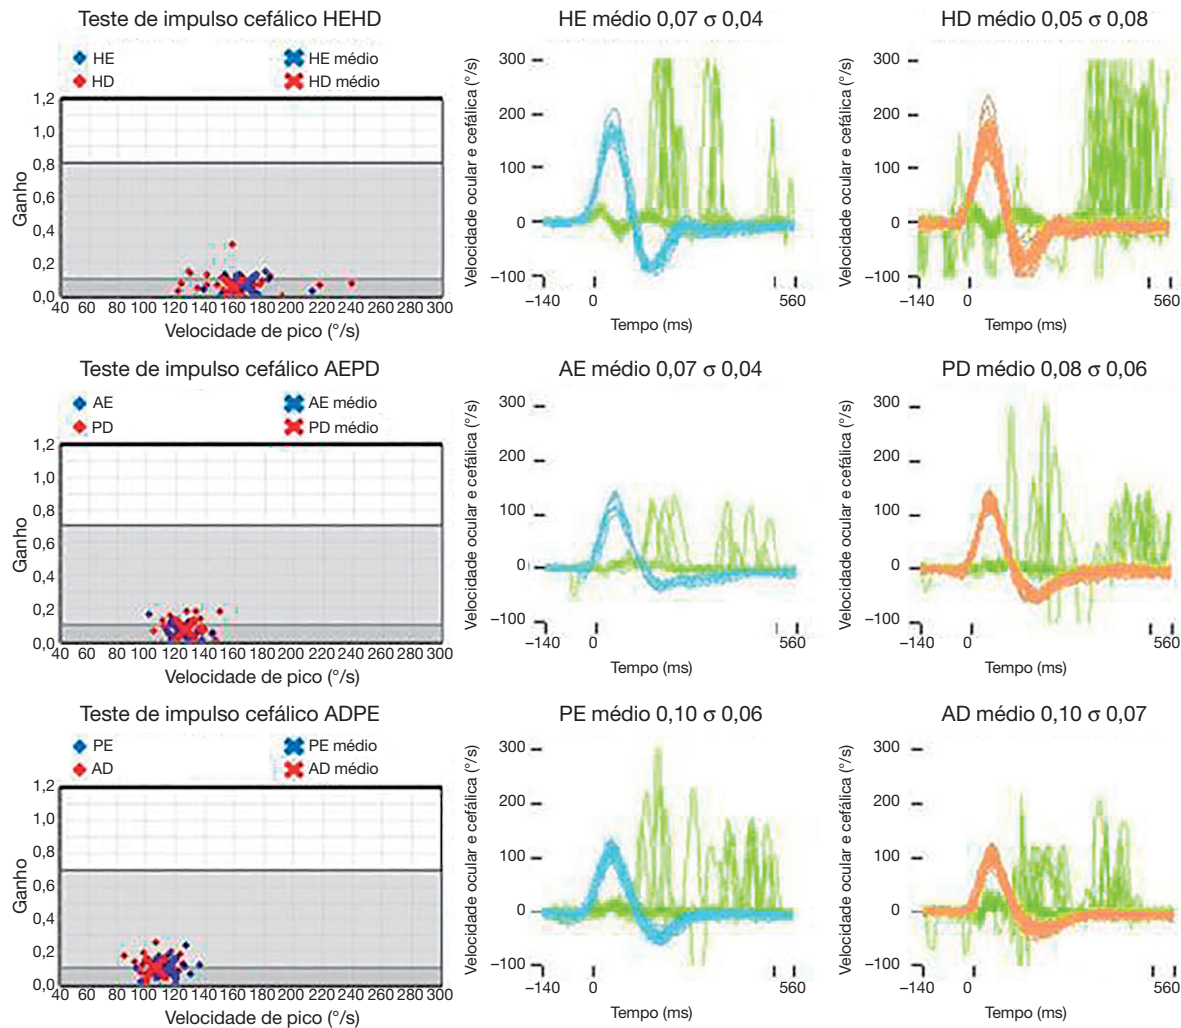 Teste de impulso cefálico HEHD
HE
HE médio
HD
HD médio
1,2
1,0
0,8
0,6
0,4
0,2
0,0
Ganho
40 60 80 100 120 140 160 180 200 220 240 260 280 300
Velocidade de pico (°/s)
HE médio 0,07 σ 0,04
Velocidade ocular e cefálica (°/s)
300
200
100
0
−100
−140 0 560
Tempo (ms)
HD médio 0,05 σ 0,08
Velocidade ocular e cefálica (°/s)
300
200
100
0
−100
−140 0 560
Tempo (ms)
Teste de impulso cefálico AEPD
AE
AE médio
PD
PD médio
1,2
1,0
0,8
0,6
0,4
0,2
0,0
Ganho
40 60 80 100 120 140 160 180 200 220 240 260 280 300
Velocidade de pico (°/s)
AE médio 0,07 σ 0,04
Velocidade ocular e cefálica (°/s)
300
200
100
0
−100
−140 0 560
Tempo (ms)
PD médio 0,08 σ 0,06
Velocidade ocular e cefálica (°/s)
300
200
100
0
−100
−140 0 560
Tempo (ms)
Teste de impulso cefálico ADPE
PE
PE médio
AD
AD médio
1,2
1,0
0,8
0,6
0,4
0,2
0,0
Ganho
40 60 80 100 120 140 160 180 200 220 240 260 280 300
Velocidade de pico (°/s)
PE médio 0,10 σ 0,06
Velocidade ocular e cefálica (°/s)
300
200
100
0
−100
−140 0 560
Tempo (ms)
AD médio 0,10 σ 0,07
Velocidade ocular e cefálica (°/s)
300
200
100
0
−100
−140 0 560
Tempo (ms)